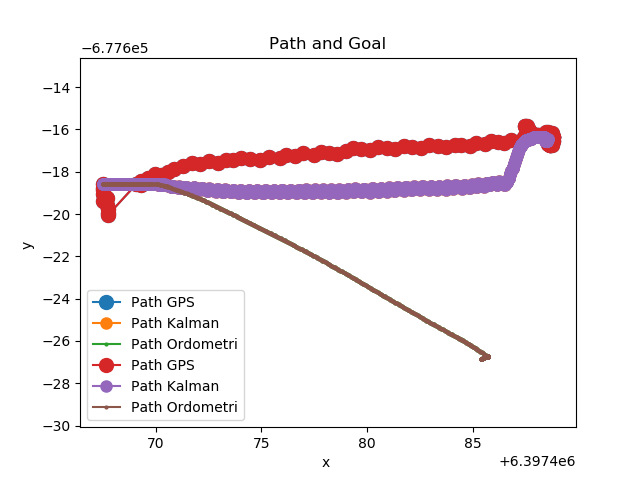 Path and Goal
−6.776e5
−14
−16
−18
−20
−22
−24
−26
−28
−30
y
Path GPS
Path Kalman
Path Ordometri
Path GPS
Path Kalman
Path Ordometri
70
75
80
85
x
+6.3974e6